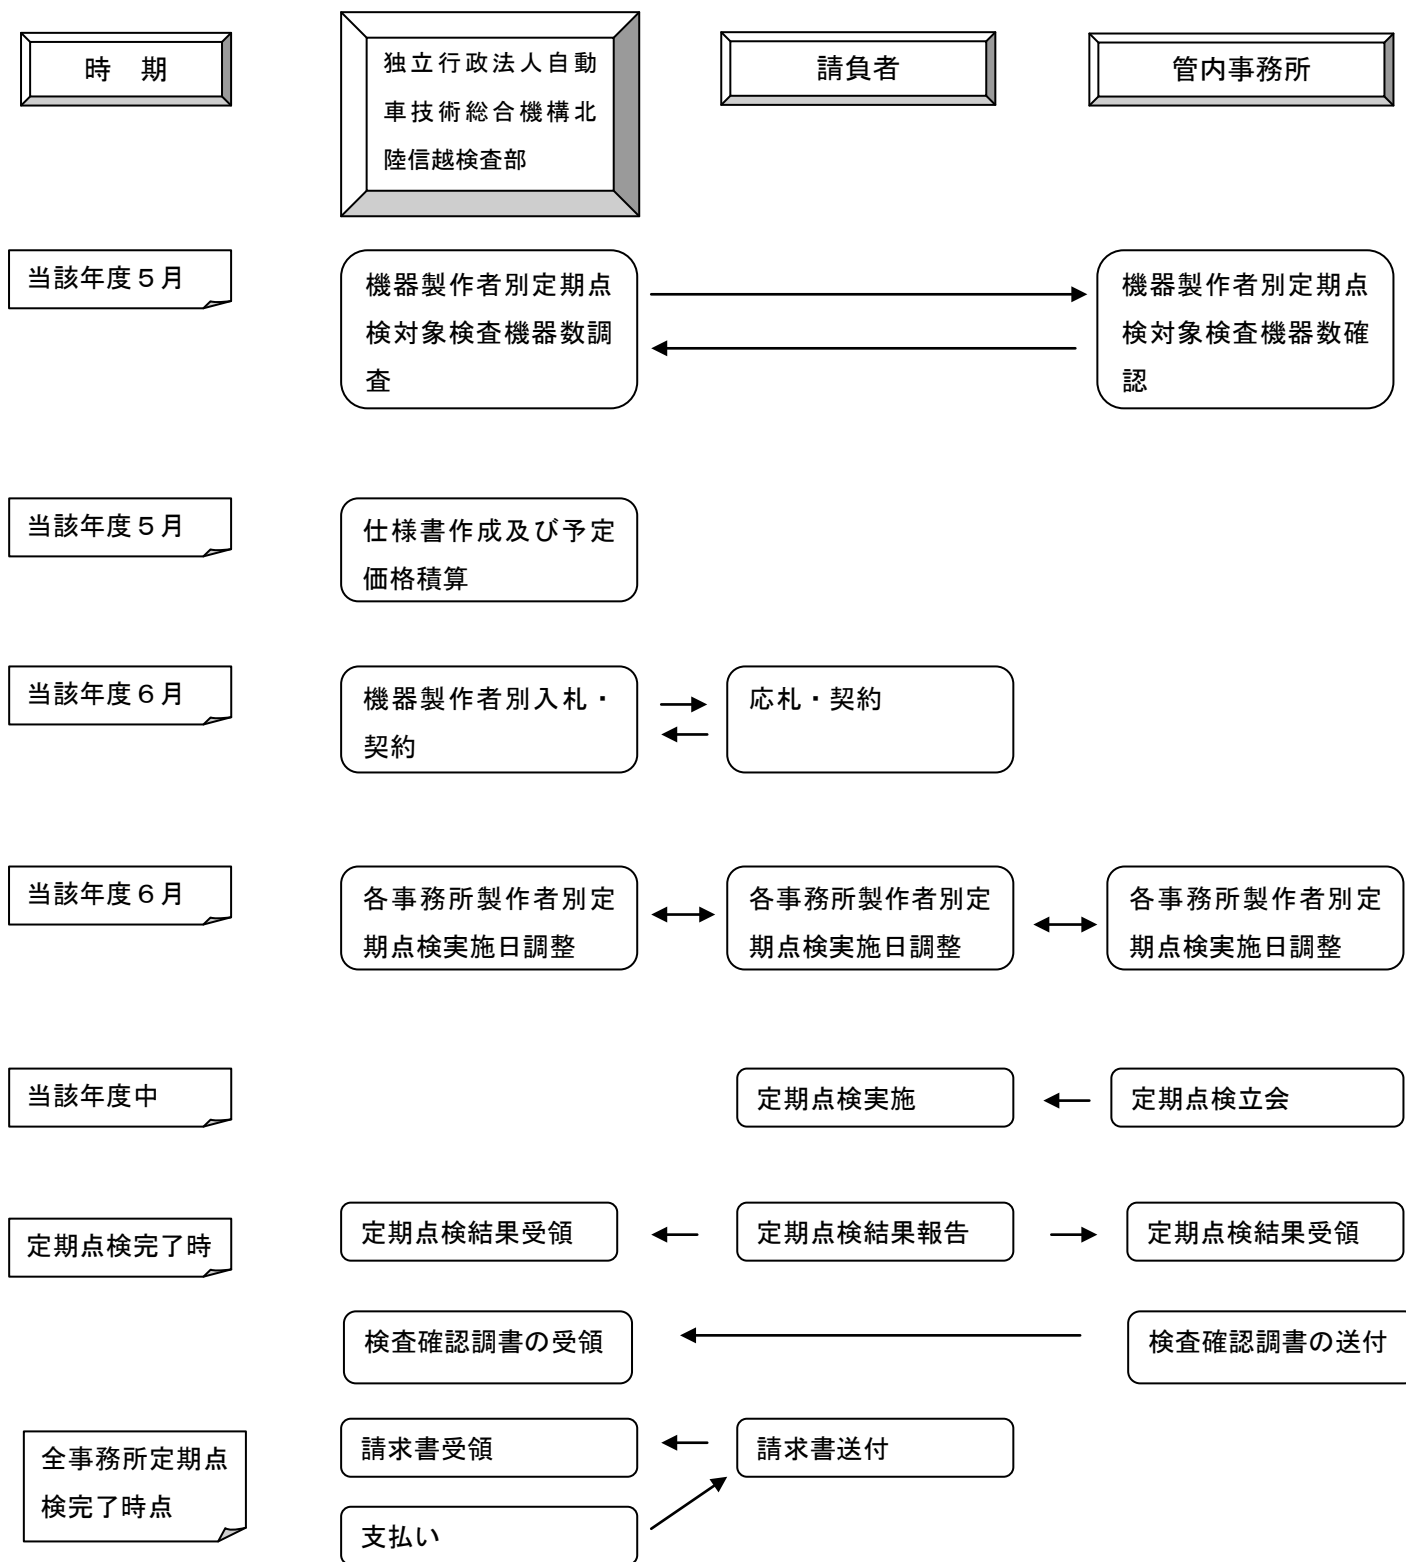 時　期
独立行政法人自動
車技術総合機構北
陸信越検査部
請負者
管内事務所
当該年度５月
機器製作者別定期点
検対象検査機器数調
査
機器製作者別定期点
検対象検査機器数確
認
当該年度５月
仕様書作成及び予定
価格積算
当該年度６月
機器製作者別入札・
契約
応札・契約
当該年度６月
各事務所製作者別定
期点検実施日調整
各事務所製作者別定
期点検実施日調整
各事務所製作者別定
期点検実施日調整
当該年度中
定期点検実施
定期点検立会
定期点検完了時
定期点検結果受領
定期点検結果報告
定期点検結果受領
検査確認調書の受領
検査確認調書の送付
全事務所定期点
検完了時点
請求書受領
請求書送付
支払い